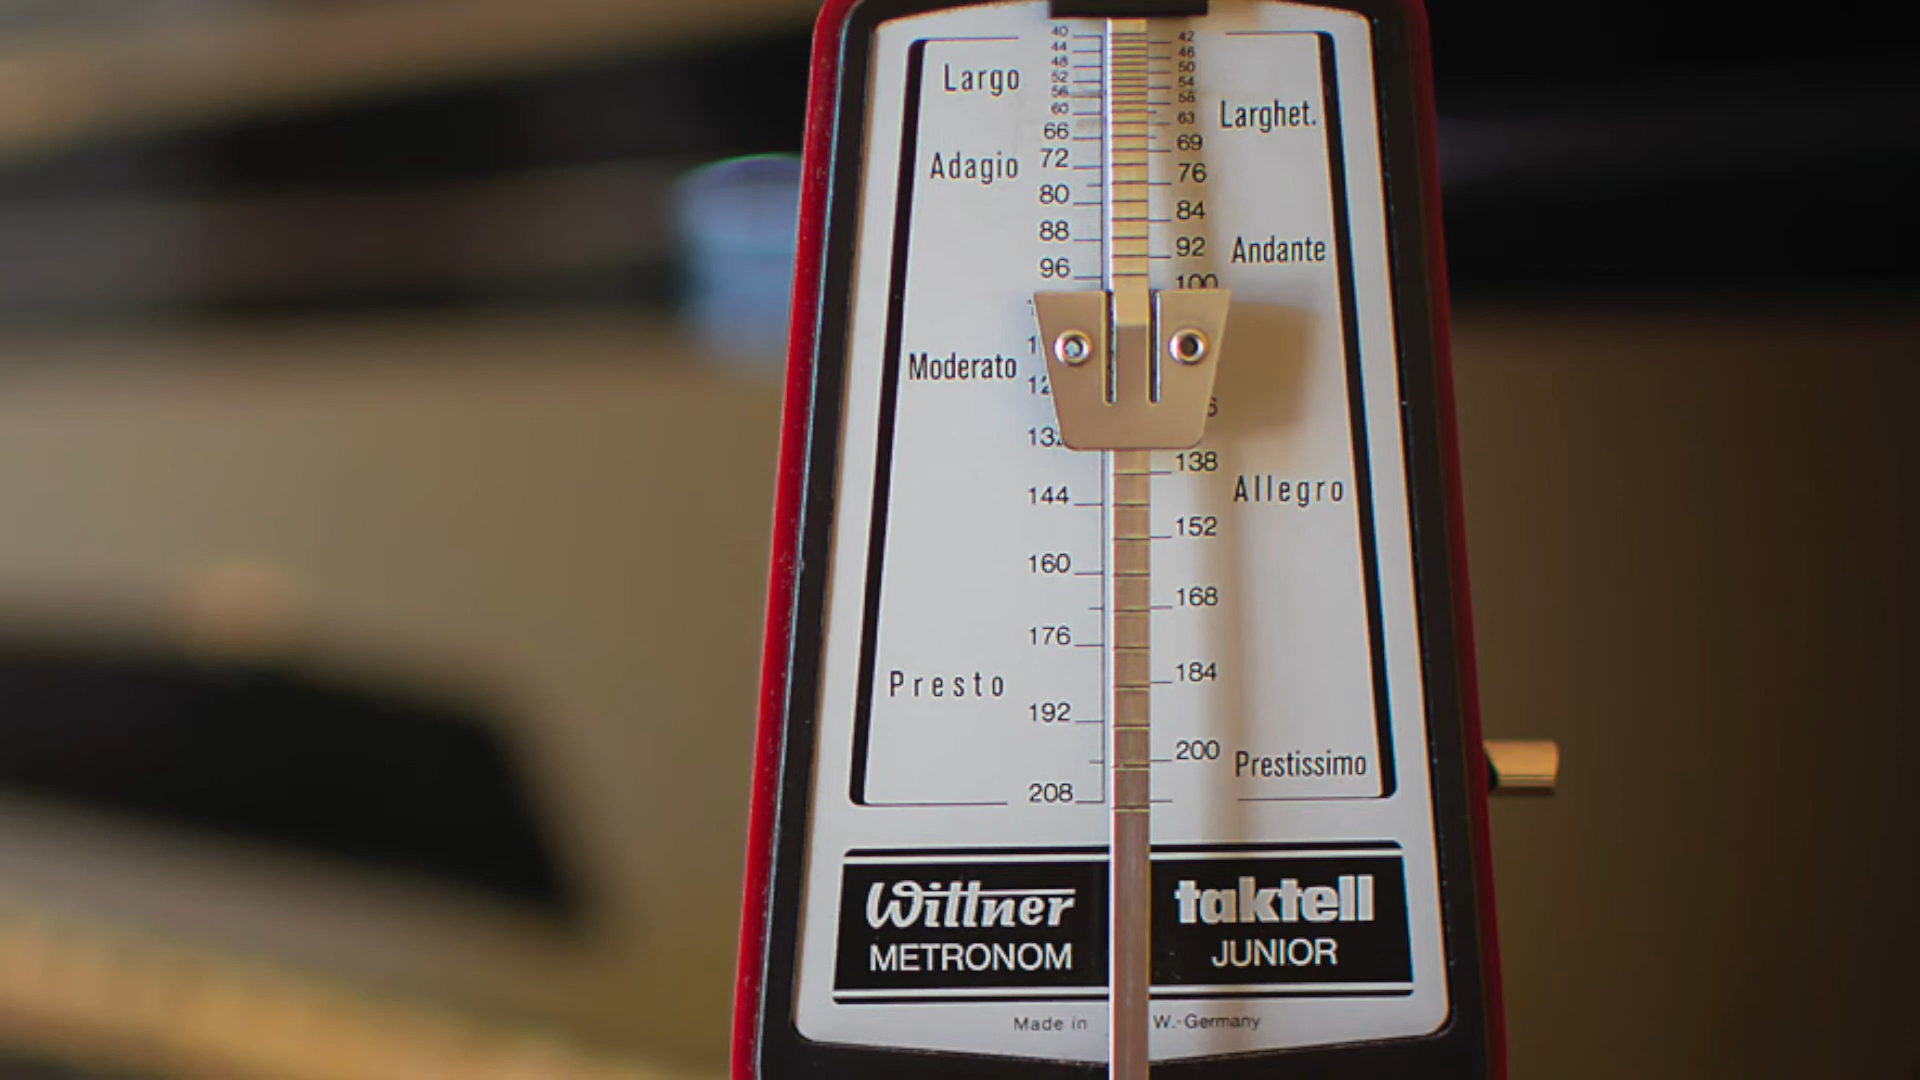 40 42
44 46
48 50
Largo 52 54
56 58
60 63 Larghet.
66 69
Adagio 72 76
80 84
88 92 Andante
96 100
Moderato
138
144 Allegro
152
160
168
176
184
Presto
192
200 Prestissimo
208
Wittner taktell
METRONOM JUNIOR
Made in W.-Germany